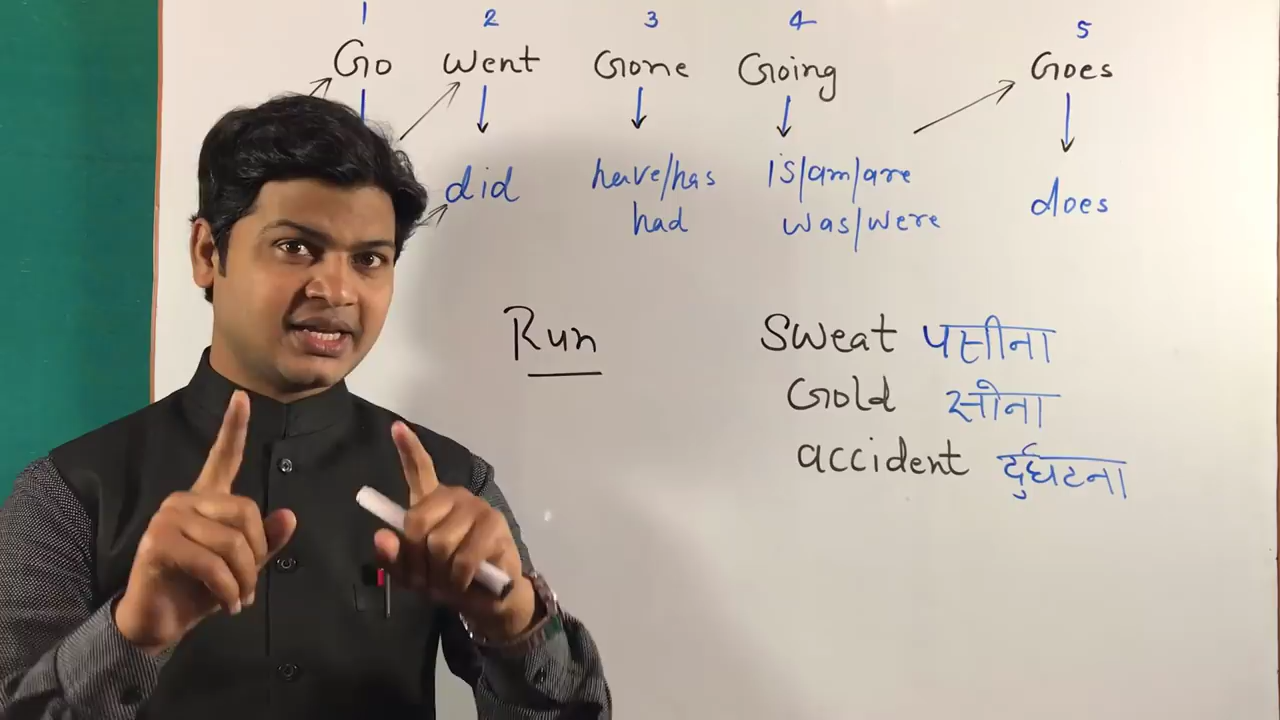 1 2 3 4 5
Go Went Gone Going Goes
did have/has is/am/are does
had was/were
Run Sweat पसीना
Gold सोना
accident र्दुघटना